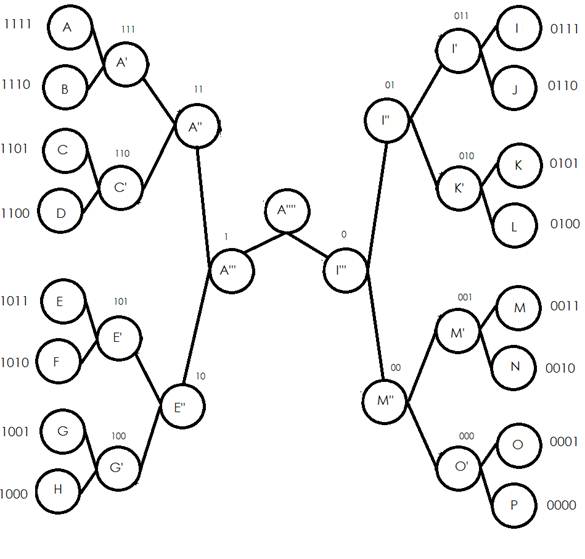 1111 A 111 A' 11 A"
1110 B
1101 C 110 C'
1100 D
1011 E 101 E' 10 E"
1010 F
1001 G 100 G'
1000 H
1 A'"
A""
0 I'"
01 I" 011 I' I 0111
J 0110
010 K' K 0101
L 0100
00 M" 001 M' M 0011
N 0010
000 O' O 0001
P 0000